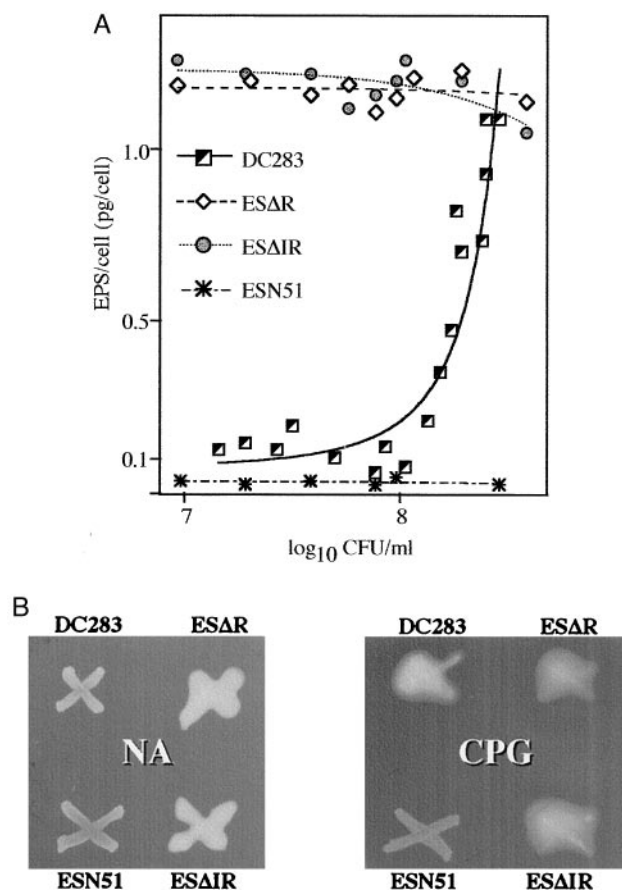 A
EPS/cell (pg/cell)
1.0
0.5
0.1
DC283
ESΔR
ESΔIR
ESN51
7
8
log10 CFU/ml
B
DC283 ESΔR
NA
ESN51 ESΔIR
DC283 ESΔR
CPG
ESN51 ESΔIR